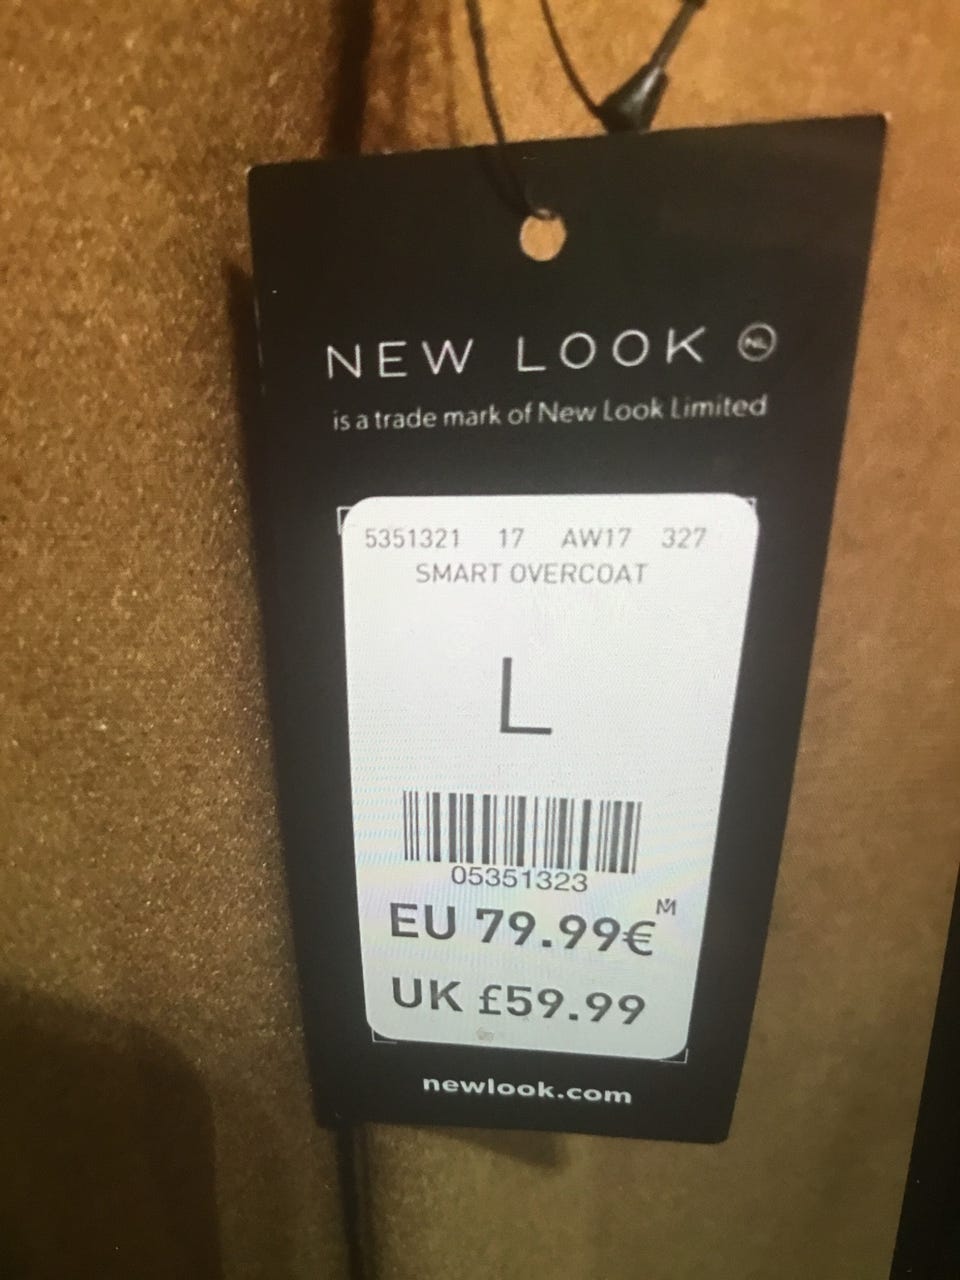 NEW LOOK NL
is a trade mark of New Look Limited
5351321 17 AW17 327
SMART OVERCOAT
L
05351323
EU 79.99€ M
UK £59.99
newlook.com